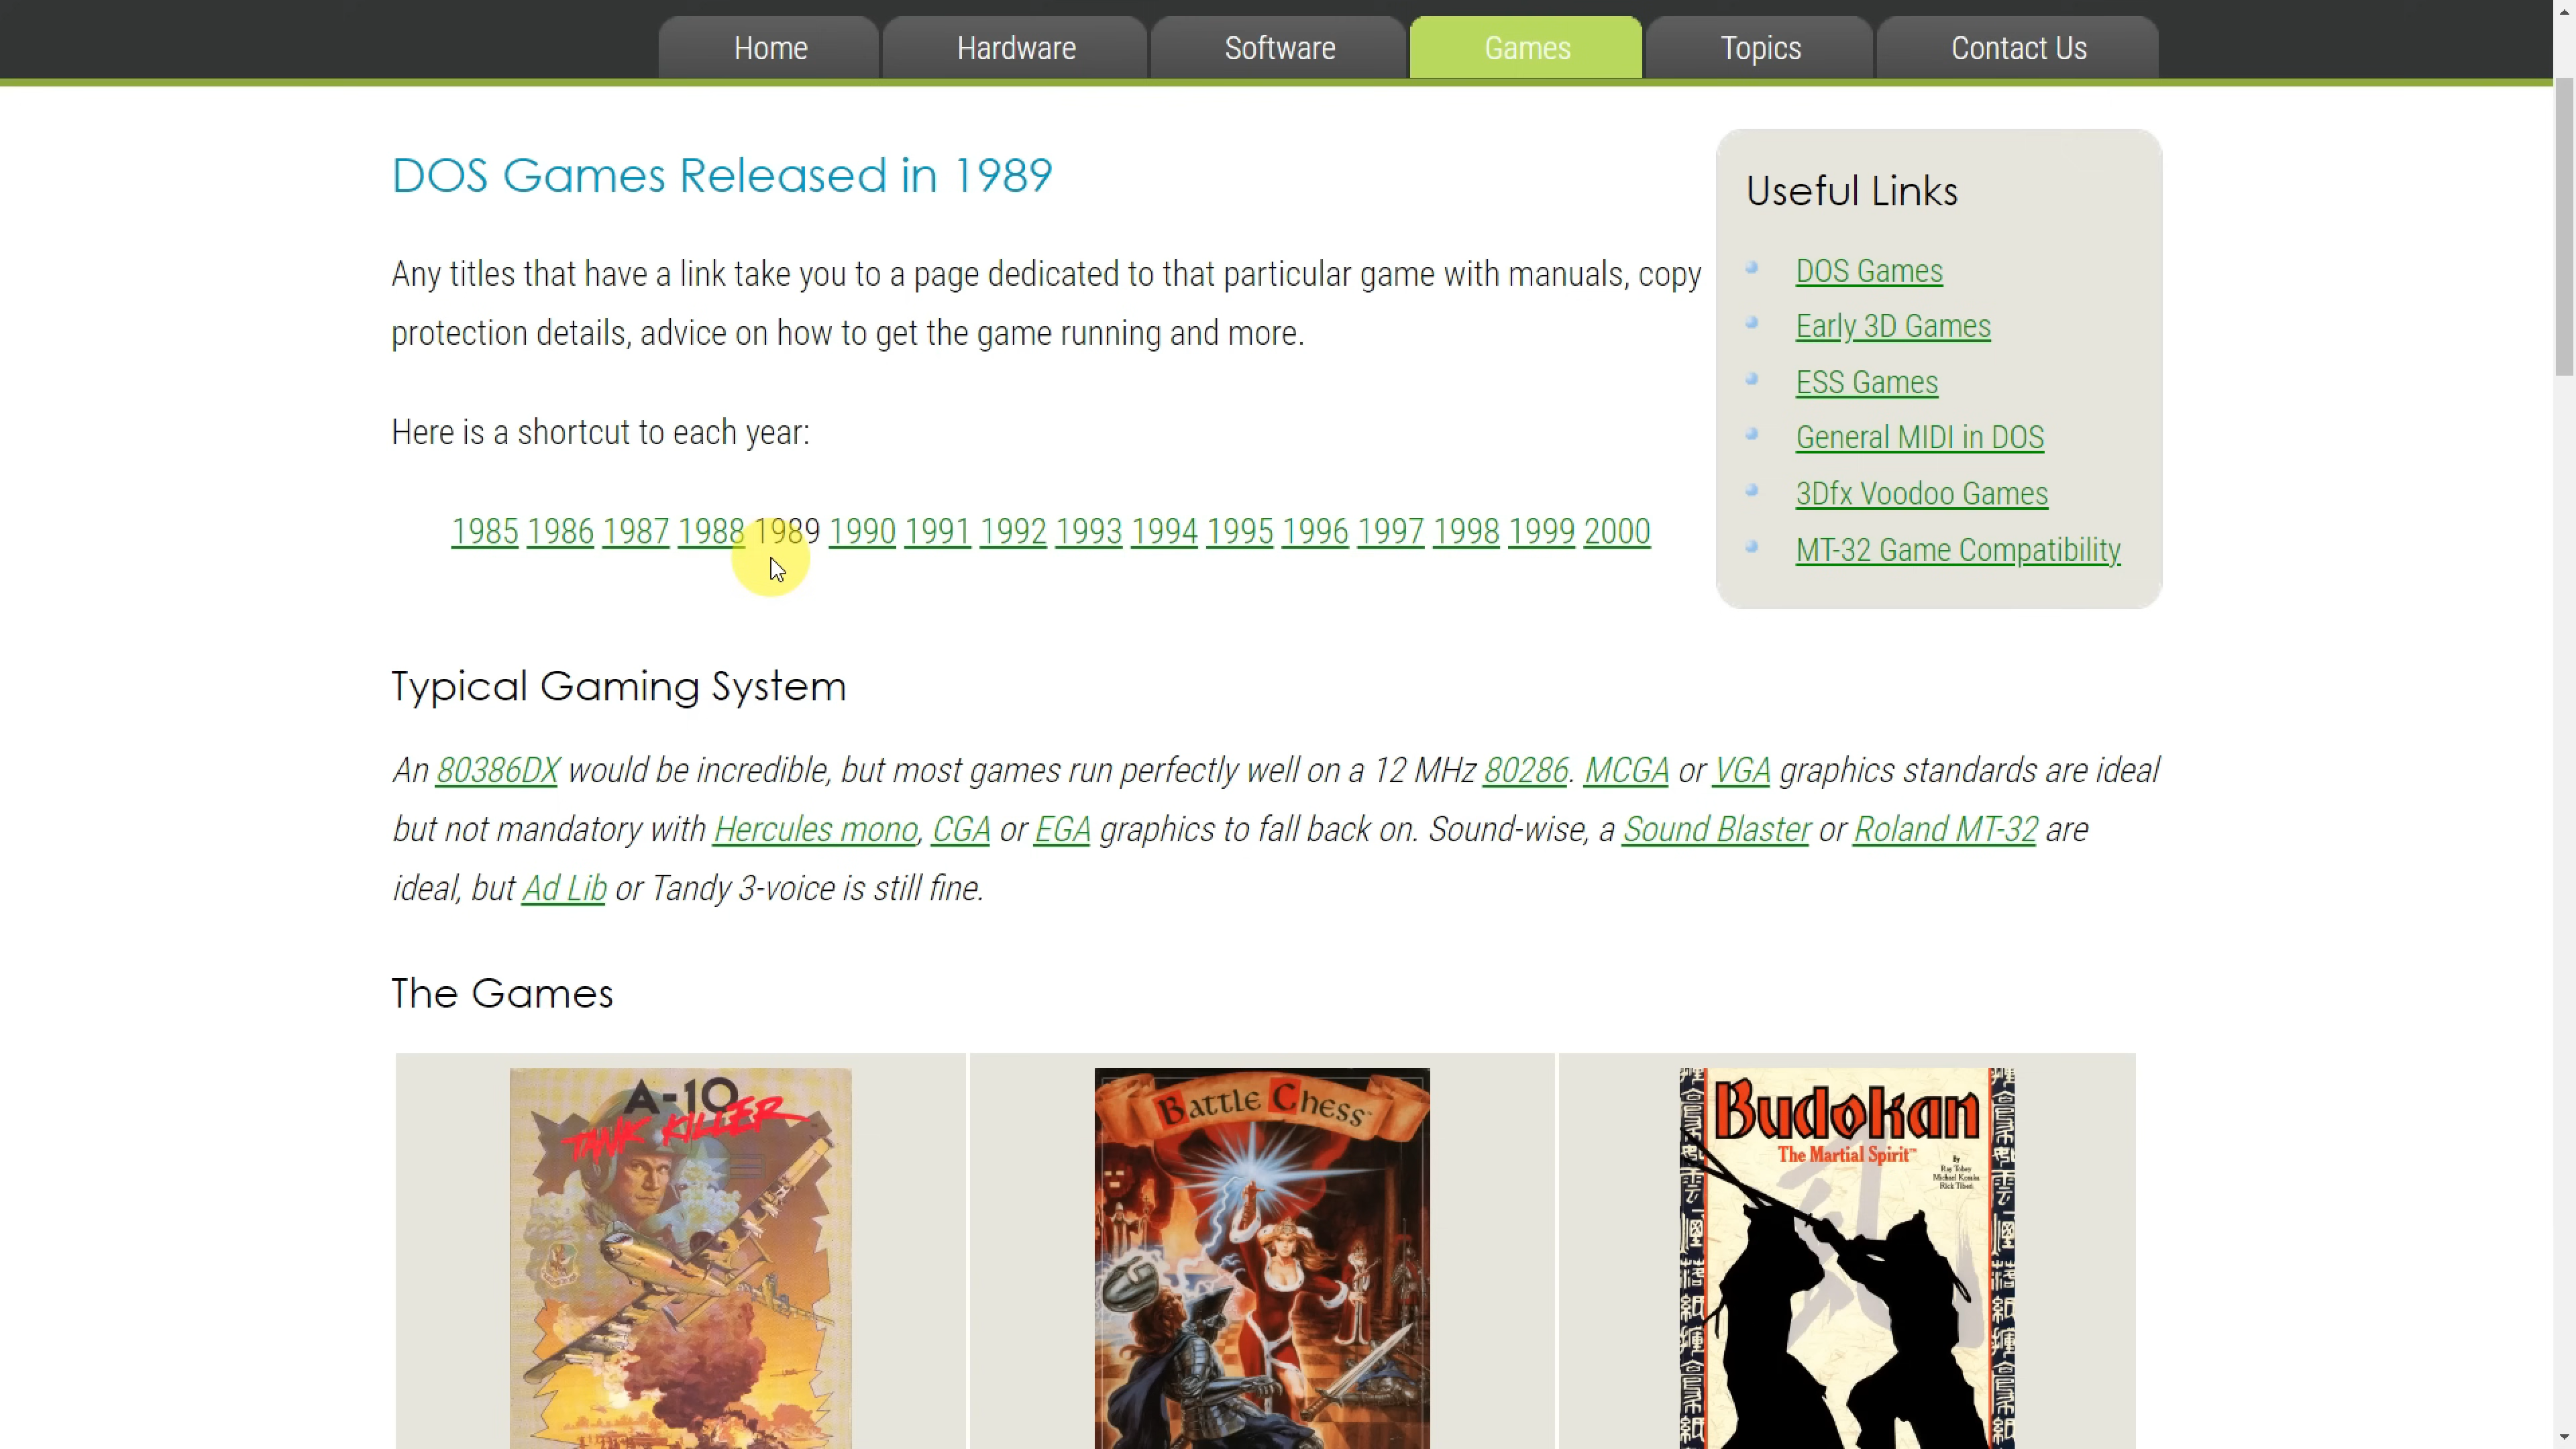 Home Hardware Software Games Topics Contact Us
DOS Games Released in 1989
Any titles that have a link take you to a page dedicated to that particular game with manuals, copy
protection details, advice on how to get the game running and more.
Here is a shortcut to each year:
1985 1986 1987 1988 1989 1990 1991 1992 1993 1994 1995 1996 1997 1998 1999 2000
Useful Links
DOS Games
Early 3D Games
ESS Games
General MIDI in DOS
3Dfx Voodoo Games
MT-32 Game Compatibility
Typical Gaming System
An 80386DX would be incredible, but most games run perfectly well on a 12 MHz 80286. MCGA or VGA graphics standards are ideal
but not mandatory with Hercules mono, CGA or EGA graphics to fall back on. Sound-wise, a Sound Blaster or Roland MT-32 are
ideal, but Ad Lib or Tandy 3-voice is still fine.
The Games
A-10
TANK KILLER
Battle Chess
Budokan
The Martial Spirit™
By
Ray Tobey
Michael Kosaka
Rick Tiberi